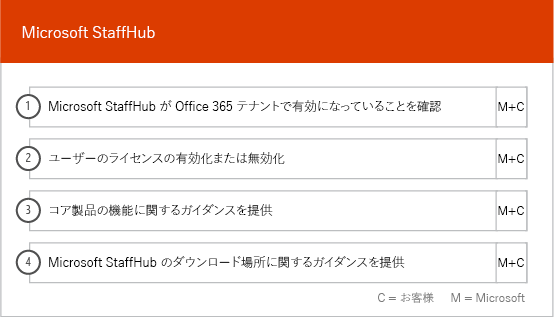 Microsoft StaffHub
1 Microsoft StaffHub が Office 365 テナントで有効になっていることを確認 M+C
2 ユーザーのライセンスの有効化または無効化 M+C
3 コア製品の機能に関するガイダンスを提供 M+C
4 Microsoft StaffHub のダウンロード場所に関するガイダンスを提供 M+C
C = お客様 M = Microsoft